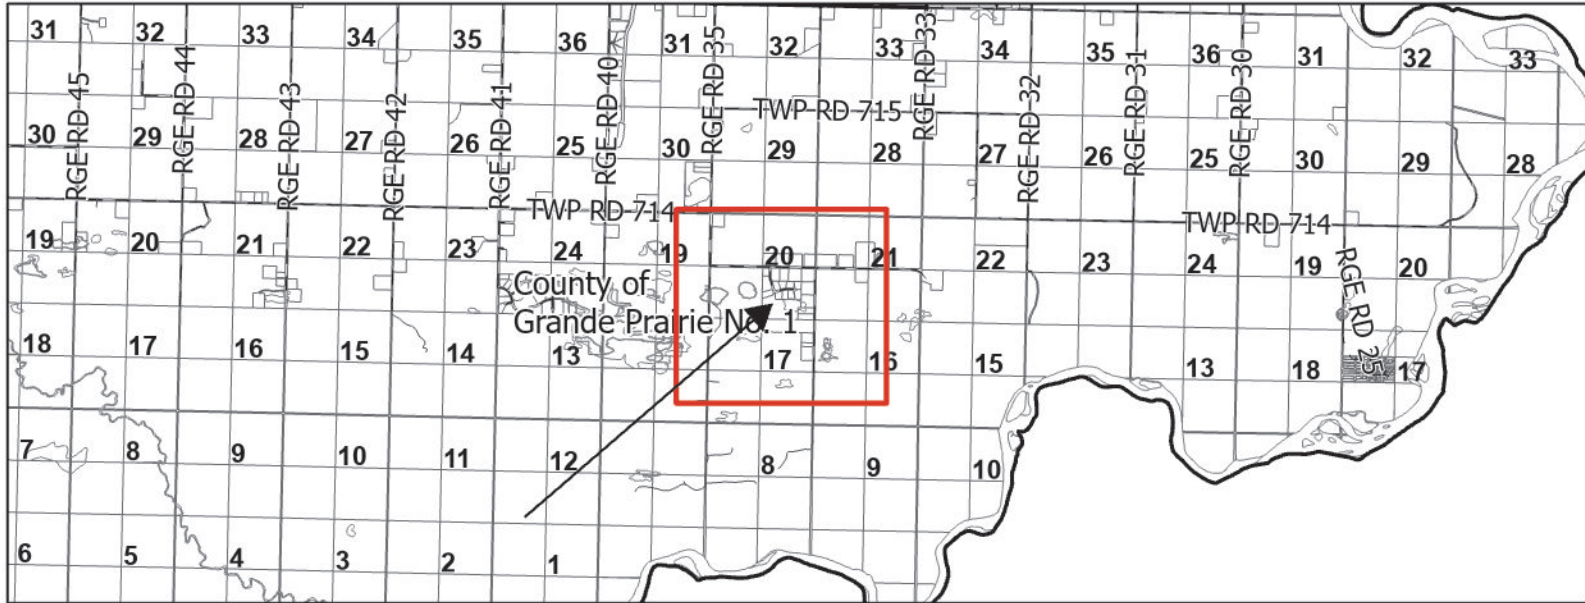 31 32 33 34 35 36 31 32 33 34 35 36 31 32 33
RGE RD 45
RGE RD 44
RGE RD 43
RGE RD 42
RGE RD 41
RGE RD 40
RGE RD 35
RGE RD 33
RGE RD 32
RGE RD 31
RGE RD 30
TWP RD 715
30 29 28 27 26 25 30 29 28 27 26 25 30 29 28
TWP RD 714
TWP RD 714
19 20 21 22 23 24 19 20 21 22 23 24 19 20
RGE RD 25
County of
Grande Prairie No. 1
18 17 16 15 14 13 17 16 15 13 18 17
7 8 9 10 11 12 8 9 10
6 5 4 3 2 1